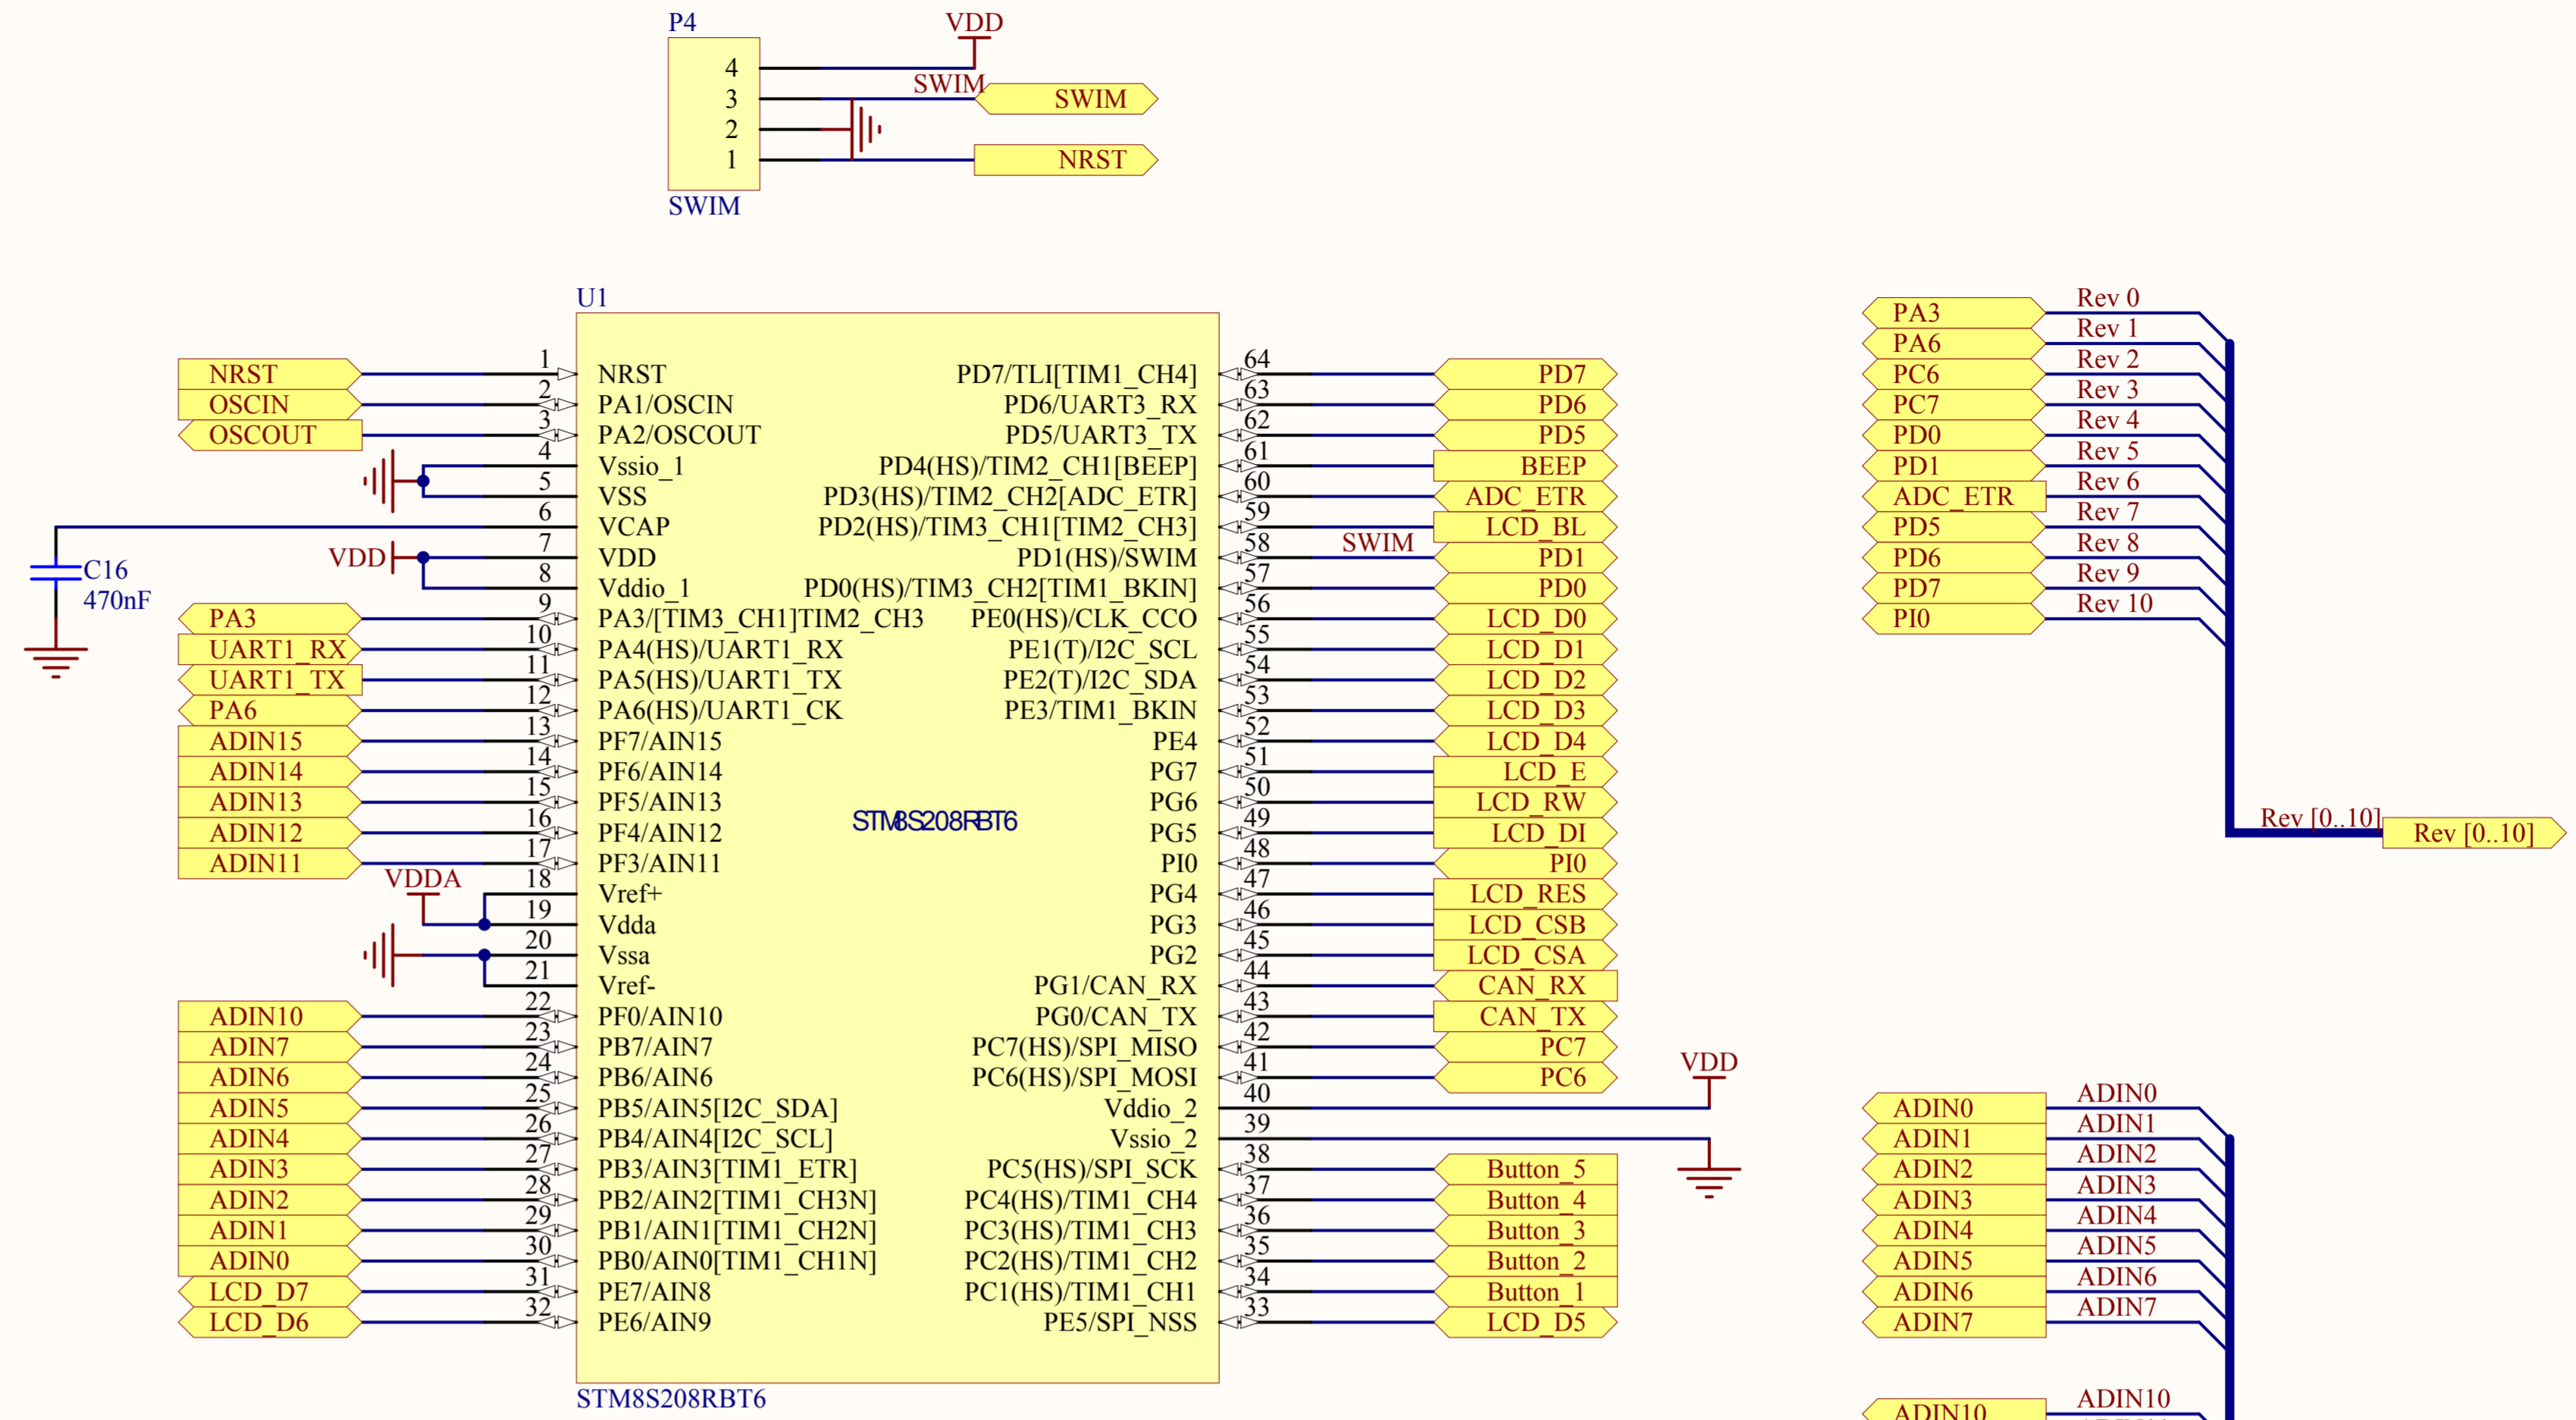 P4
VDD
4
SWIM
3
SWIM
2
1
NRST
SWIM
U1
NRST 1 NRST
OSCIN 2 PA1/OSCIN
OSCOUT 3 PA2/OSCOUT
4 Vssio_1
5 VSS
6 VCAP
VDD 7 VDD
8 Vddio_1
C16
470nF
PA3 9 PA3/[TIM3_CH1]TIM2_CH3
UART1_RX 10 PA4(HS)/UART1_RX
UART1_TX 11 PA5(HS)/UART1_TX
PA6 12 PA6(HS)/UART1_CK
ADIN15 13 PF7/AIN15
ADIN14 14 PF6/AIN14
ADIN13 15 PF5/AIN13
ADIN12 16 PF4/AIN12
ADIN11 17 PF3/AIN11
VDDA
18 Vref+
19 Vdda
20 Vssa
21 Vref-
ADIN10 22 PF0/AIN10
ADIN7 23 PB7/AIN7
ADIN6 24 PB6/AIN6
ADIN5 25 PB5/AIN5[I2C_SDA]
ADIN4 26 PB4/AIN4[I2C_SCL]
ADIN3 27 PB3/AIN3[TIM1_ETR]
ADIN2 28 PB2/AIN2[TIM1_CH3N]
ADIN1 29 PB1/AIN1[TIM1_CH2N]
ADIN0 30 PB0/AIN0[TIM1_CH1N]
LCD_D7 31 PE7/AIN8
LCD_D6 32 PE6/AIN9
STM8S208RBT6
PD7/TLI[TIM1_CH4] 64 PD7
PD6/UART3_RX 63 PD6
PD5/UART3_TX 62 PD5
PD4(HS)/TIM2_CH1[BEEP] 61 BEEP
PD3(HS)/TIM2_CH2[ADC_ETR] 60 ADC_ETR
PD2(HS)/TIM3_CH1[TIM2_CH3] 59 LCD_BL
PD1(HS)/SWIM 58 SWIM PD1
PD0(HS)/TIM3_CH2[TIM1_BKIN] 57 PD0
PE0(HS)/CLK_CCO 56 LCD_D0
PE1(T)/I2C_SCL 55 LCD_D1
PE2(T)/I2C_SDA 54 LCD_D2
PE3/TIM1_BKIN 53 LCD_D3
PE4 52 LCD_D4
PG7 51 LCD_E
PG6 50 LCD_RW
PG5 49 LCD_DI
PI0 48 PI0
PG4 47 LCD_RES
PG3 46 LCD_CSB
PG2 45 LCD_CSA
PG1/CAN_RX 44 CAN_RX
PG0/CAN_TX 43 CAN_TX
PC7(HS)/SPI_MISO 42 PC7
PC6(HS)/SPI_MOSI 41 PC6
VDD
Vddio_2 40
Vssio_2 39
PC5(HS)/SPI_SCK 38 Button_5
PC4(HS)/TIM1_CH4 37 Button_4
PC3(HS)/TIM1_CH3 36 Button_3
PC2(HS)/TIM1_CH2 35 Button_2
PC1(HS)/TIM1_CH1 34 Button_1
PE5/SPI_NSS 33 LCD_D5
STM8S208RBT6
PA3 Rev 0
PA6 Rev 1
PC6 Rev 2
PC7 Rev 3
PD0 Rev 4
PD1 Rev 5
ADC_ETR Rev 6
PD5 Rev 7
PD6 Rev 8
PD7 Rev 9
PI0 Rev 10
Rev [0..10] Rev [0..10]
ADIN0 ADIN0
ADIN1 ADIN1
ADIN2 ADIN2
ADIN3 ADIN3
ADIN4 ADIN4
ADIN5 ADIN5
ADIN6 ADIN6
ADIN7 ADIN7
ADIN10 ADIN10